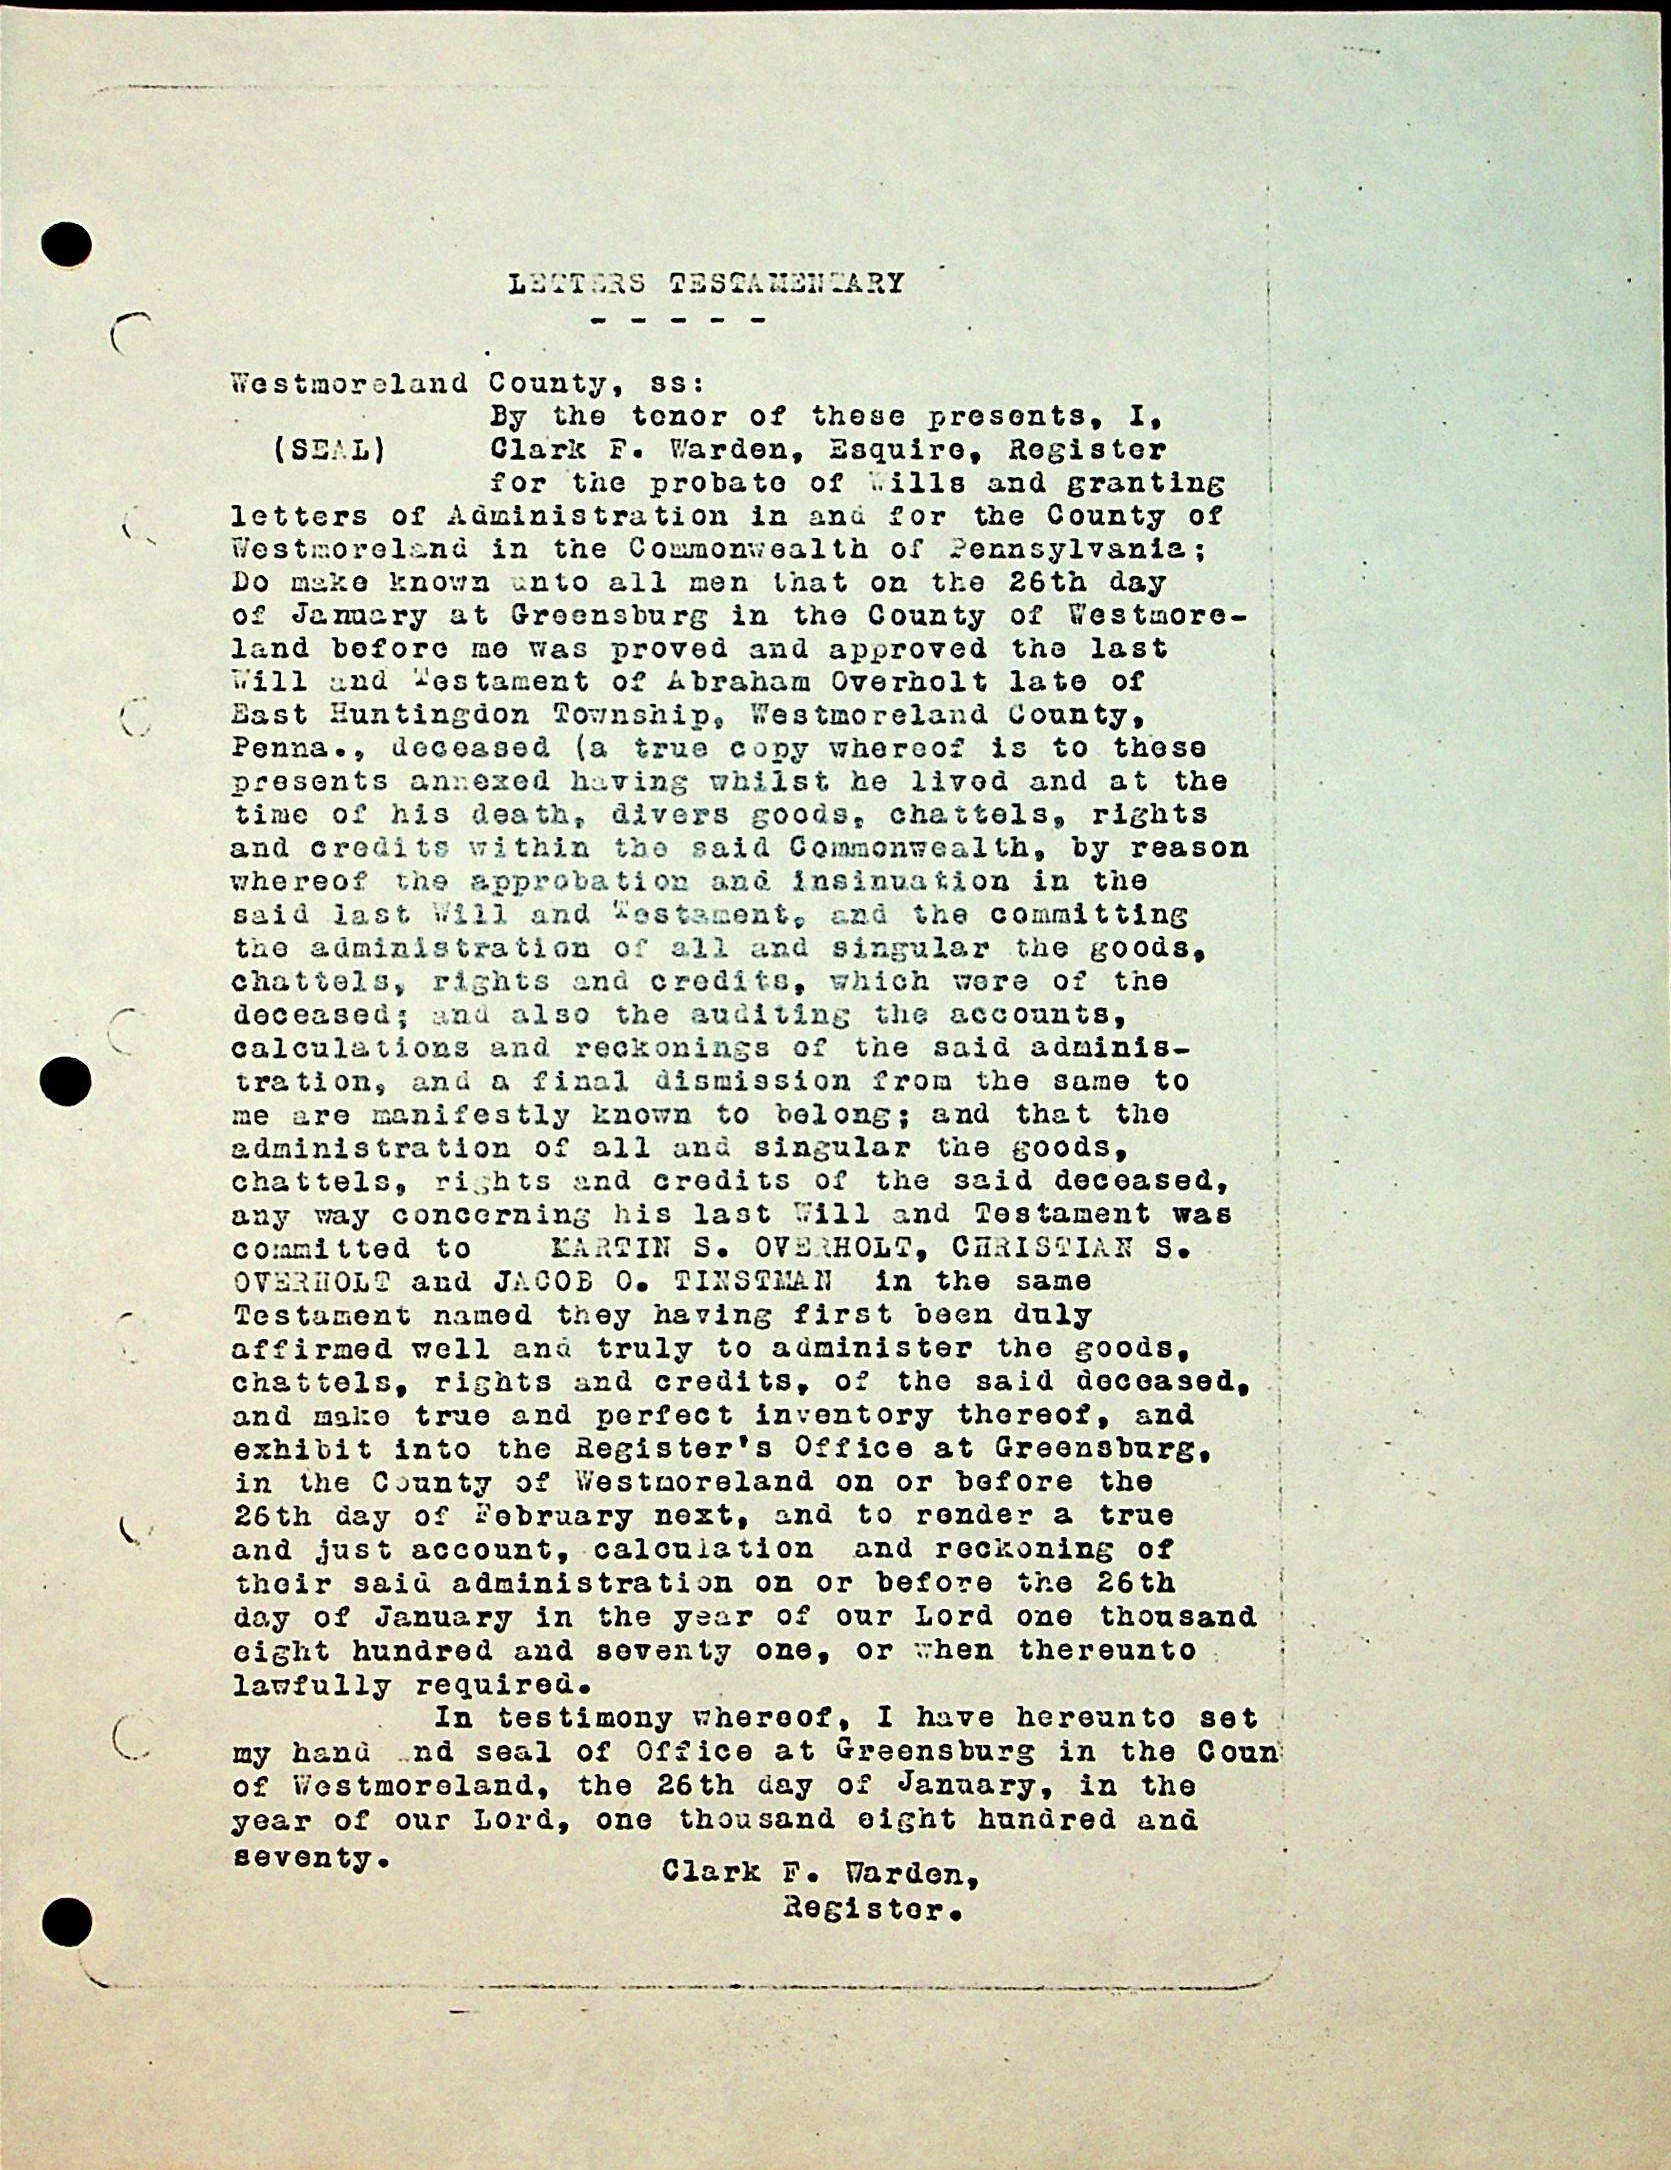 LETTERS TESTAMENTARY
- - - - -
Westmoreland County, ss:
By the tenor of these presents, I,
(SEAL) Clark F. Warden, Esquire, Register
for the probate of Wills and granting
letters of Administration in and for the County of
Westmoreland in the Commonwealth of Pennsylvania;
Do make known unto all men that on the 26th day
of January at Greensburg in the County of Westmore-
land before me was proved and approved the last
Will and Testament of Abraham Overholt late of
East Huntingdon Township, Westmoreland County,
Penna., deceased (a true copy whereof is to these
presents annexed having whilst he lived and at the
time of his death, divers goods, chattels, rights
and credits within the said Commonwealth, by reason
whereof the approbation and insinuation in the
said last Will and Testament, and the committing
the administration of all and singular the goods,
chattels, rights and credits, which were of the
deceased; and also the auditing the accounts,
calculations and reckonings of the said adminis-
tration, and a final dismission from the same to
me are manifestly known to belong; and that the
administration of all and singular the goods,
chattels, rights and credits of the said deceased,
any way concerning his last Will and Testament was
committed to MARTIN S. OVERHOLT, CHRISTIAN S.
OVERHOLT and JACOB O. TINSTMAN in the same
Testament named they having first been duly
affirmed well and truly to administer the goods,
chattels, rights and credits, of the said deceased,
and make true and perfect inventory thereof, and
exhibit into the Register's Office at Greensburg,
in the County of Westmoreland on or before the
26th day of February next, and to render a true
and just account, calculation and reckoning of
their said administration on or before the 26th
day of January in the year of our Lord one thousand
eight hundred and seventy one, or when thereunto
lawfully required.
In testimony whereof, I have hereunto set
my hand and seal of Office at Greensburg in the Coun
of Westmoreland, the 26th day of January, in the
year of our Lord, one thousand eight hundred and
seventy.
Clark F. Warden,
Register.